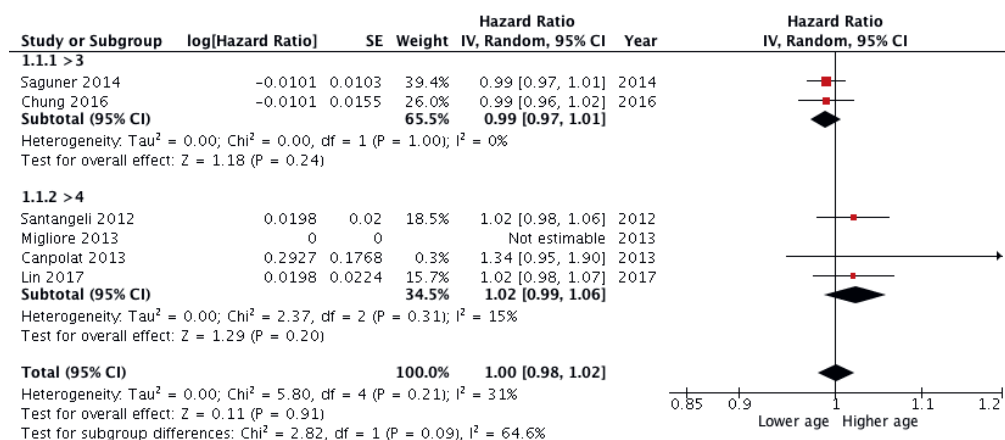 Hazard Ratio Hazard Ratio
Study or Subgroup log[Hazard Ratio] SE Weight IV, Random, 95% CI Year IV, Random, 95% CI
1.1.1 >3
Saguner 2014 -0.0101 0.0103 39.4% 0.99 [0.97, 1.01] 2014
Chung 2016 -0.0101 0.0155 26.0% 0.99 [0.96, 1.02] 2016
Subtotal (95% CI) 65.5% 0.99 [0.97, 1.01]
Heterogeneity: Tau² = 0.00; Chi² = 0.00, df = 1 (P = 1.00); I² = 0%
Test for overall effect: Z = 1.18 (P = 0.24)
1.1.2 >4
Santangeli 2012 0.0198 0.02 18.5% 1.02 [0.98, 1.06] 2012
Migliore 2013 0 0 Not estimable 2013
Canpolat 2013 0.2927 0.1768 0.3% 1.34 [0.95, 1.90] 2013
Lin 2017 0.0198 0.0224 15.7% 1.02 [0.98, 1.07] 2017
Subtotal (95% CI) 34.5% 1.02 [0.99, 1.06]
Heterogeneity: Tau² = 0.00; Chi² = 2.37, df = 2 (P = 0.31); I² = 15%
Test for overall effect: Z = 1.29 (P = 0.20)
Total (95% CI) 100.0% 1.00 [0.98, 1.02]
Heterogeneity: Tau² = 0.00; Chi² = 5.80, df = 4 (P = 0.21); I² = 31%
Test for overall effect: Z = 0.11 (P = 0.91)
Test for subgroup differences: Chi² = 2.82, df = 1 (P = 0.09), I² = 64.6%
0.85 0.9 1 1.1 1.2
Lower age Higher age